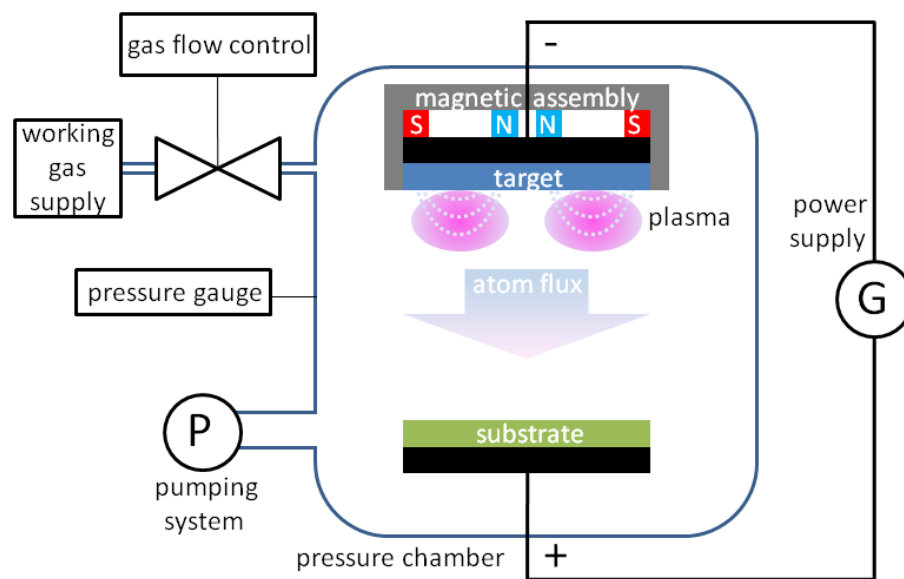 gas flow control
-
magnetic assembly
S N N S
working
gas
supply
target
plasma
power
supply
atom flux
pressure gauge
G
P
substrate
pumping
system
pressure chamber
+